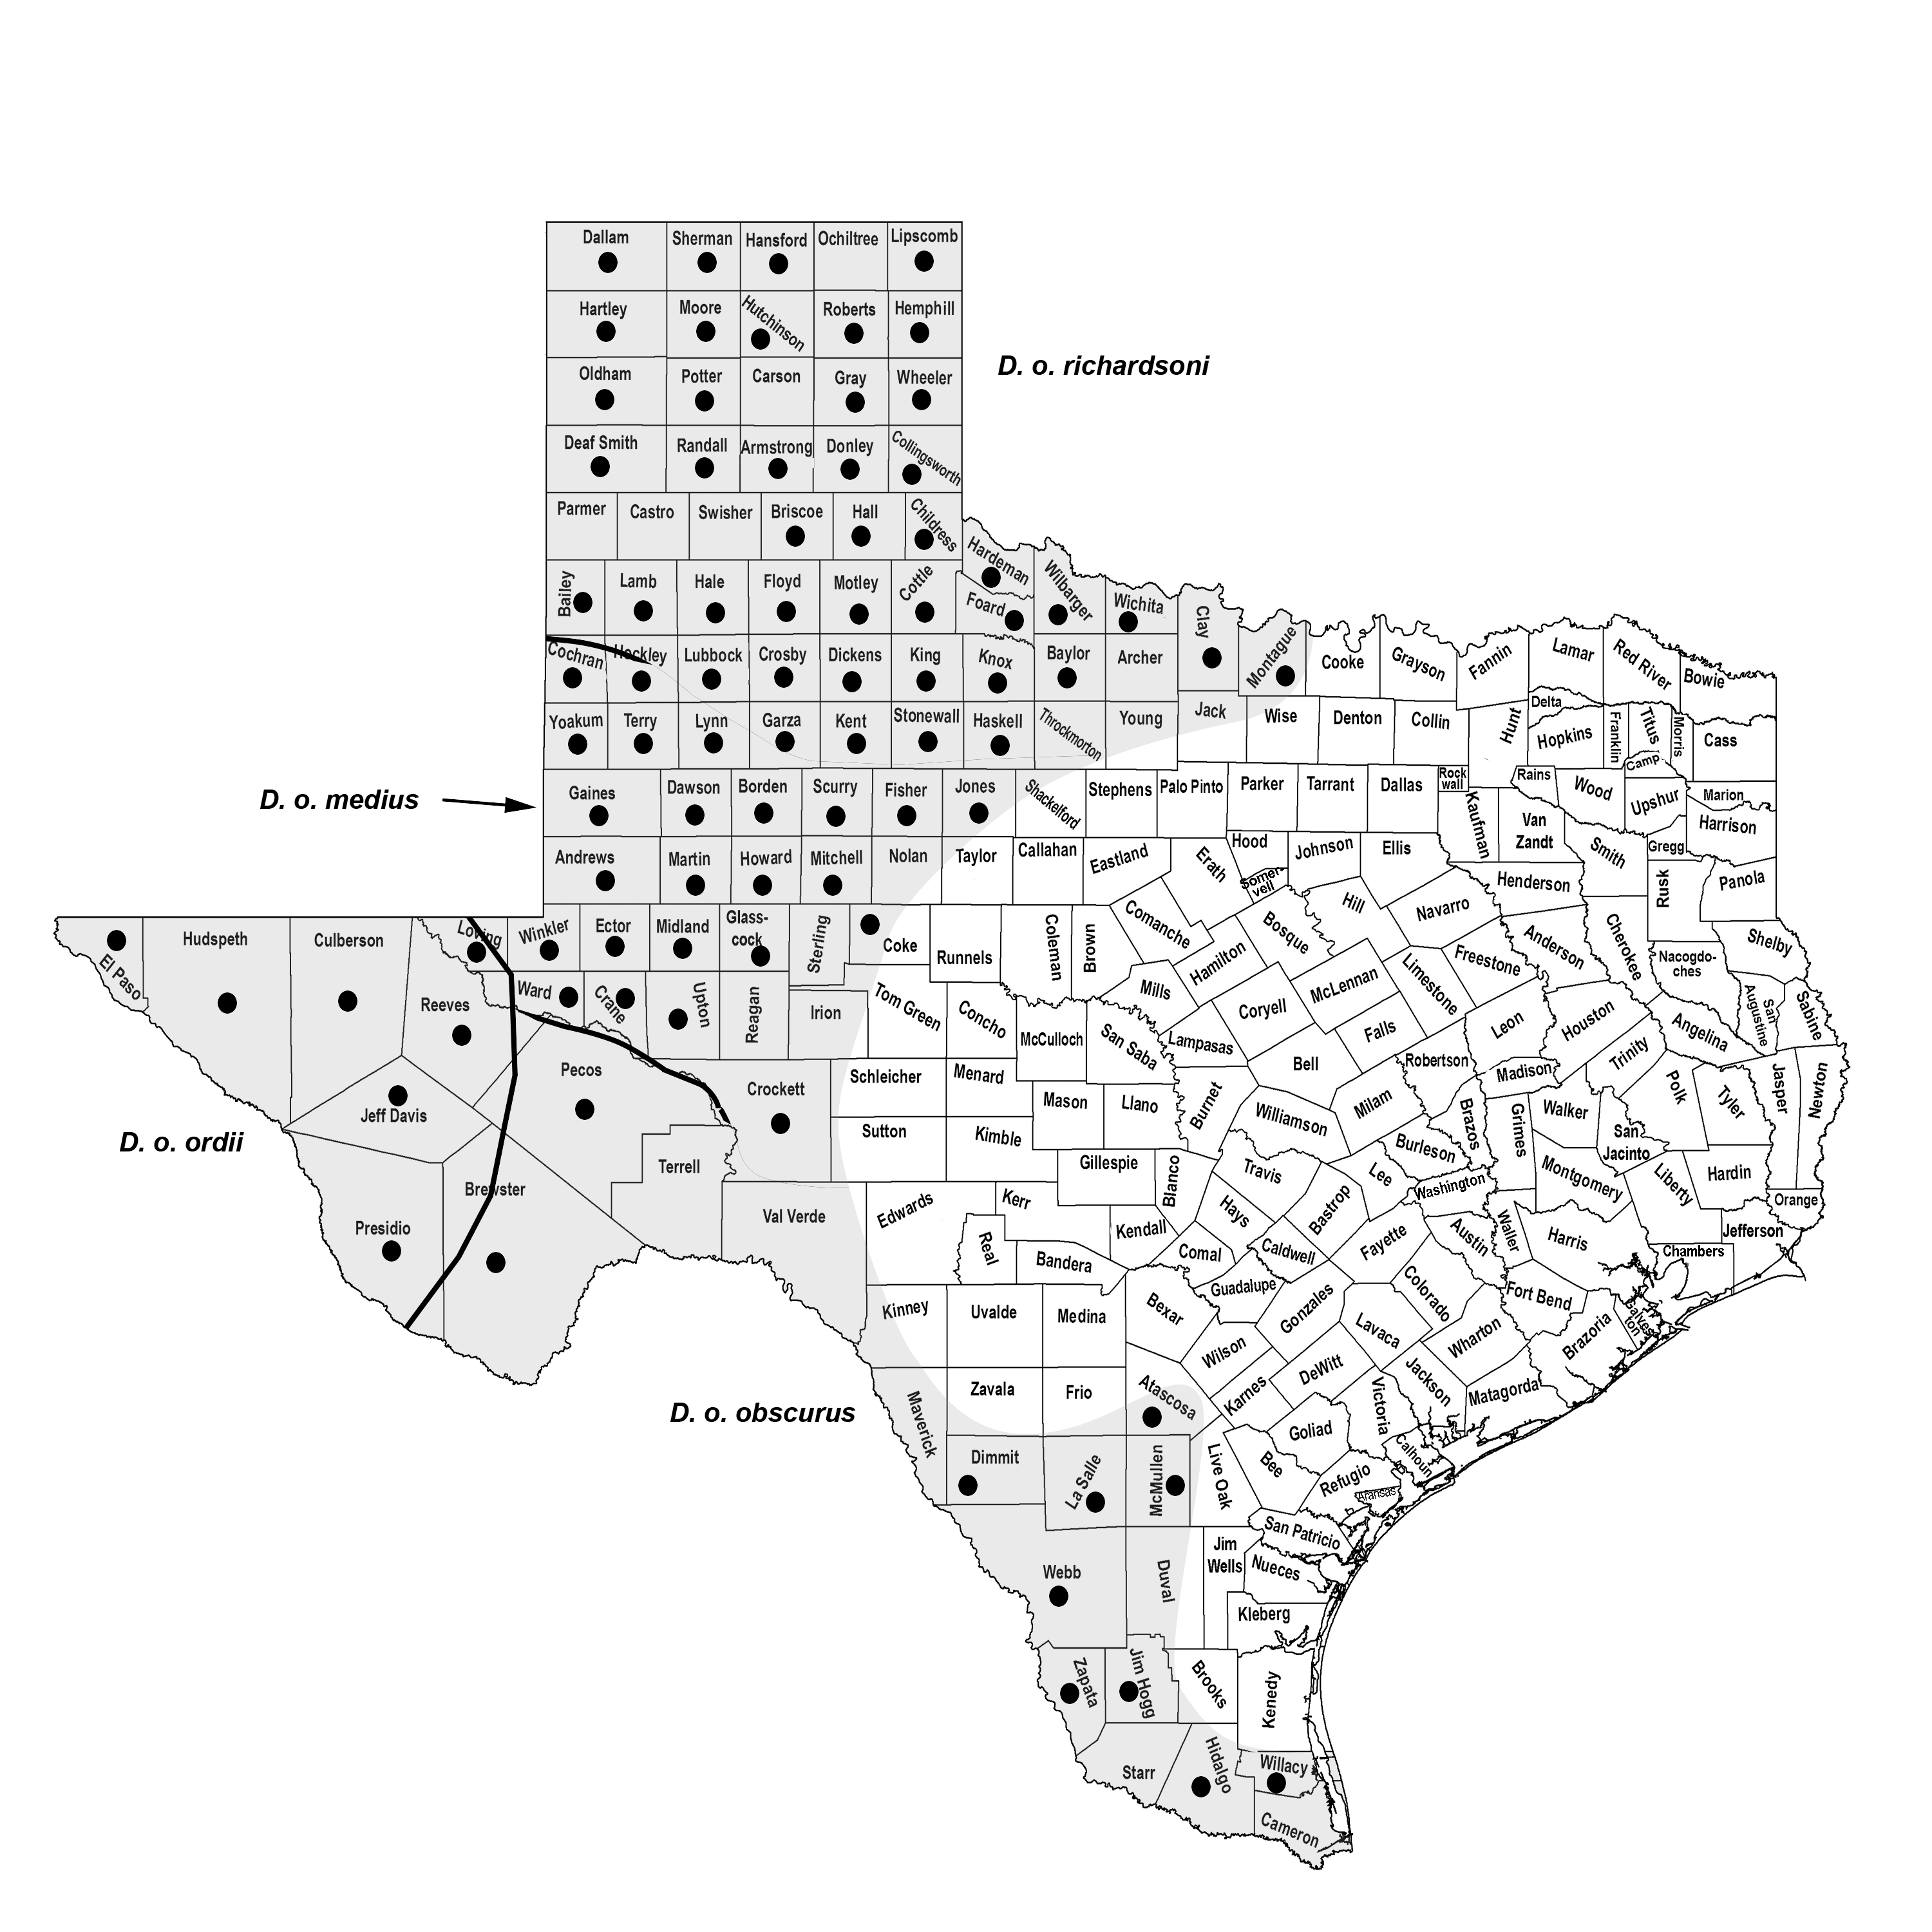 Dallam
Sherman
Hansford
Ochiltree
Lipscomb
Hartley
Moore
Hutchinson
Roberts
Hemphill
D. o. richardsoni
Oldham
Potter
Carson
Gray
Wheeler
Deaf Smith
Randall
Armstrong
Donley
Collingsworth
Parmer
Castro
Swisher
Briscoe
Hall
Childress
Hardeman
Bailey
Lamb
Hale
Floyd
Motley
Cottle
Foard
Wilbarger
Wichita
Clay
Montague
Cochran
Hockley
Lubbock
Crosby
Dickens
King
Knox
Baylor
Archer
Cooke
Grayson
Fannin
Lamar
Red River
Bowie
Yoakum
Terry
Lynn
Garza
Kent
Stonewall
Haskell
Throckmorton
Young
Jack
Wise
Denton
Collin
Hunt
Delta
Hopkins
Franklin
Titus
Morris
Camp
Cass
D. o. medius
Gaines
Dawson
Borden
Scurry
Fisher
Jones
Shackelford
Stephens
Palo Pinto
Parker
Tarrant
Dallas
Rock
wall
Kaufman
Rains
Wood
Upshur
Marion
Harrison
Van
Zandt
Smith
Gregg
Andrews
Martin
Howard
Mitchell
Nolan
Taylor
Callahan
Eastland
Erath
Hood
Somer-
vell
Johnson
Ellis
Henderson
Rusk
Panola
El Paso
Hudspeth
Culberson
Loving
Winkler
Ector
Midland
Glass-
cock
Sterling
Coke
Runnels
Coleman
Brown
Comanche
Hamilton
Bosque
Hill
Navarro
Freestone
Anderson
Cherokee
Nacogdo-
ches
Shelby
Reeves
Ward
Crane
Upton
Reagan
Irion
Tom Green
Concho
McCulloch
San Saba
Mills
Lampasas
Coryell
McLennan
Limestone
Falls
Leon
Houston
Angelina
San
Augustine
Sabine
Jeff Davis
Pecos
Crockett
Schleicher
Menard
Mason
Llano
Burnet
Bell
Williamson
Milam
Robertson
Madison
Trinity
Polk
Tyler
Jasper
Newton
D. o. ordii
Terrell
Sutton
Kimble
Gillespie
Blanco
Travis
Lee
Burleson
Brazos
Grimes
Walker
San
Jacinto
Montgomery
Liberty
Hardin
Orange
Presidio
Brewster
Val Verde
Edwards
Kerr
Real
Kendall
Bandera
Comal
Hays
Caldwell
Bastrop
Fayette
Washington
Austin
Waller
Harris
Jefferson
Chambers
Kinney
Uvalde
Medina
Bexar
Guadalupe
Gonzales
Lavaca
Colorado
Wharton
Fort Bend
Brazoria
Galves-
ton
D. o. obscurus
Maverick
Zavala
Frio
Atascosa
Wilson
Karnes
DeWitt
Victoria
Jackson
Matagorda
Dimmit
La Salle
McMullen
Live Oak
Bee
Goliad
Refugio
Calhoun
Aransas
San Patricio
Webb
Duval
Jim
Wells
Nueces
Kleberg
Zapata
Jim Hogg
Brooks
Kenedy
Starr
Hidalgo
Willacy
Cameron